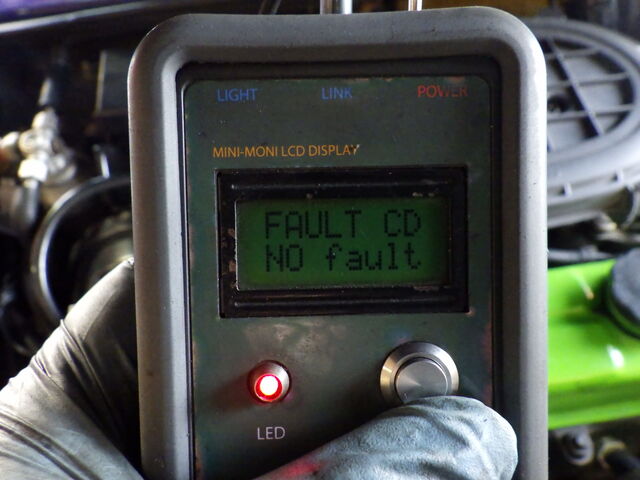 LIGHT LINK POWER
MINI-MONI LCD DISPLAY
FAULT CD
NO fault
LED